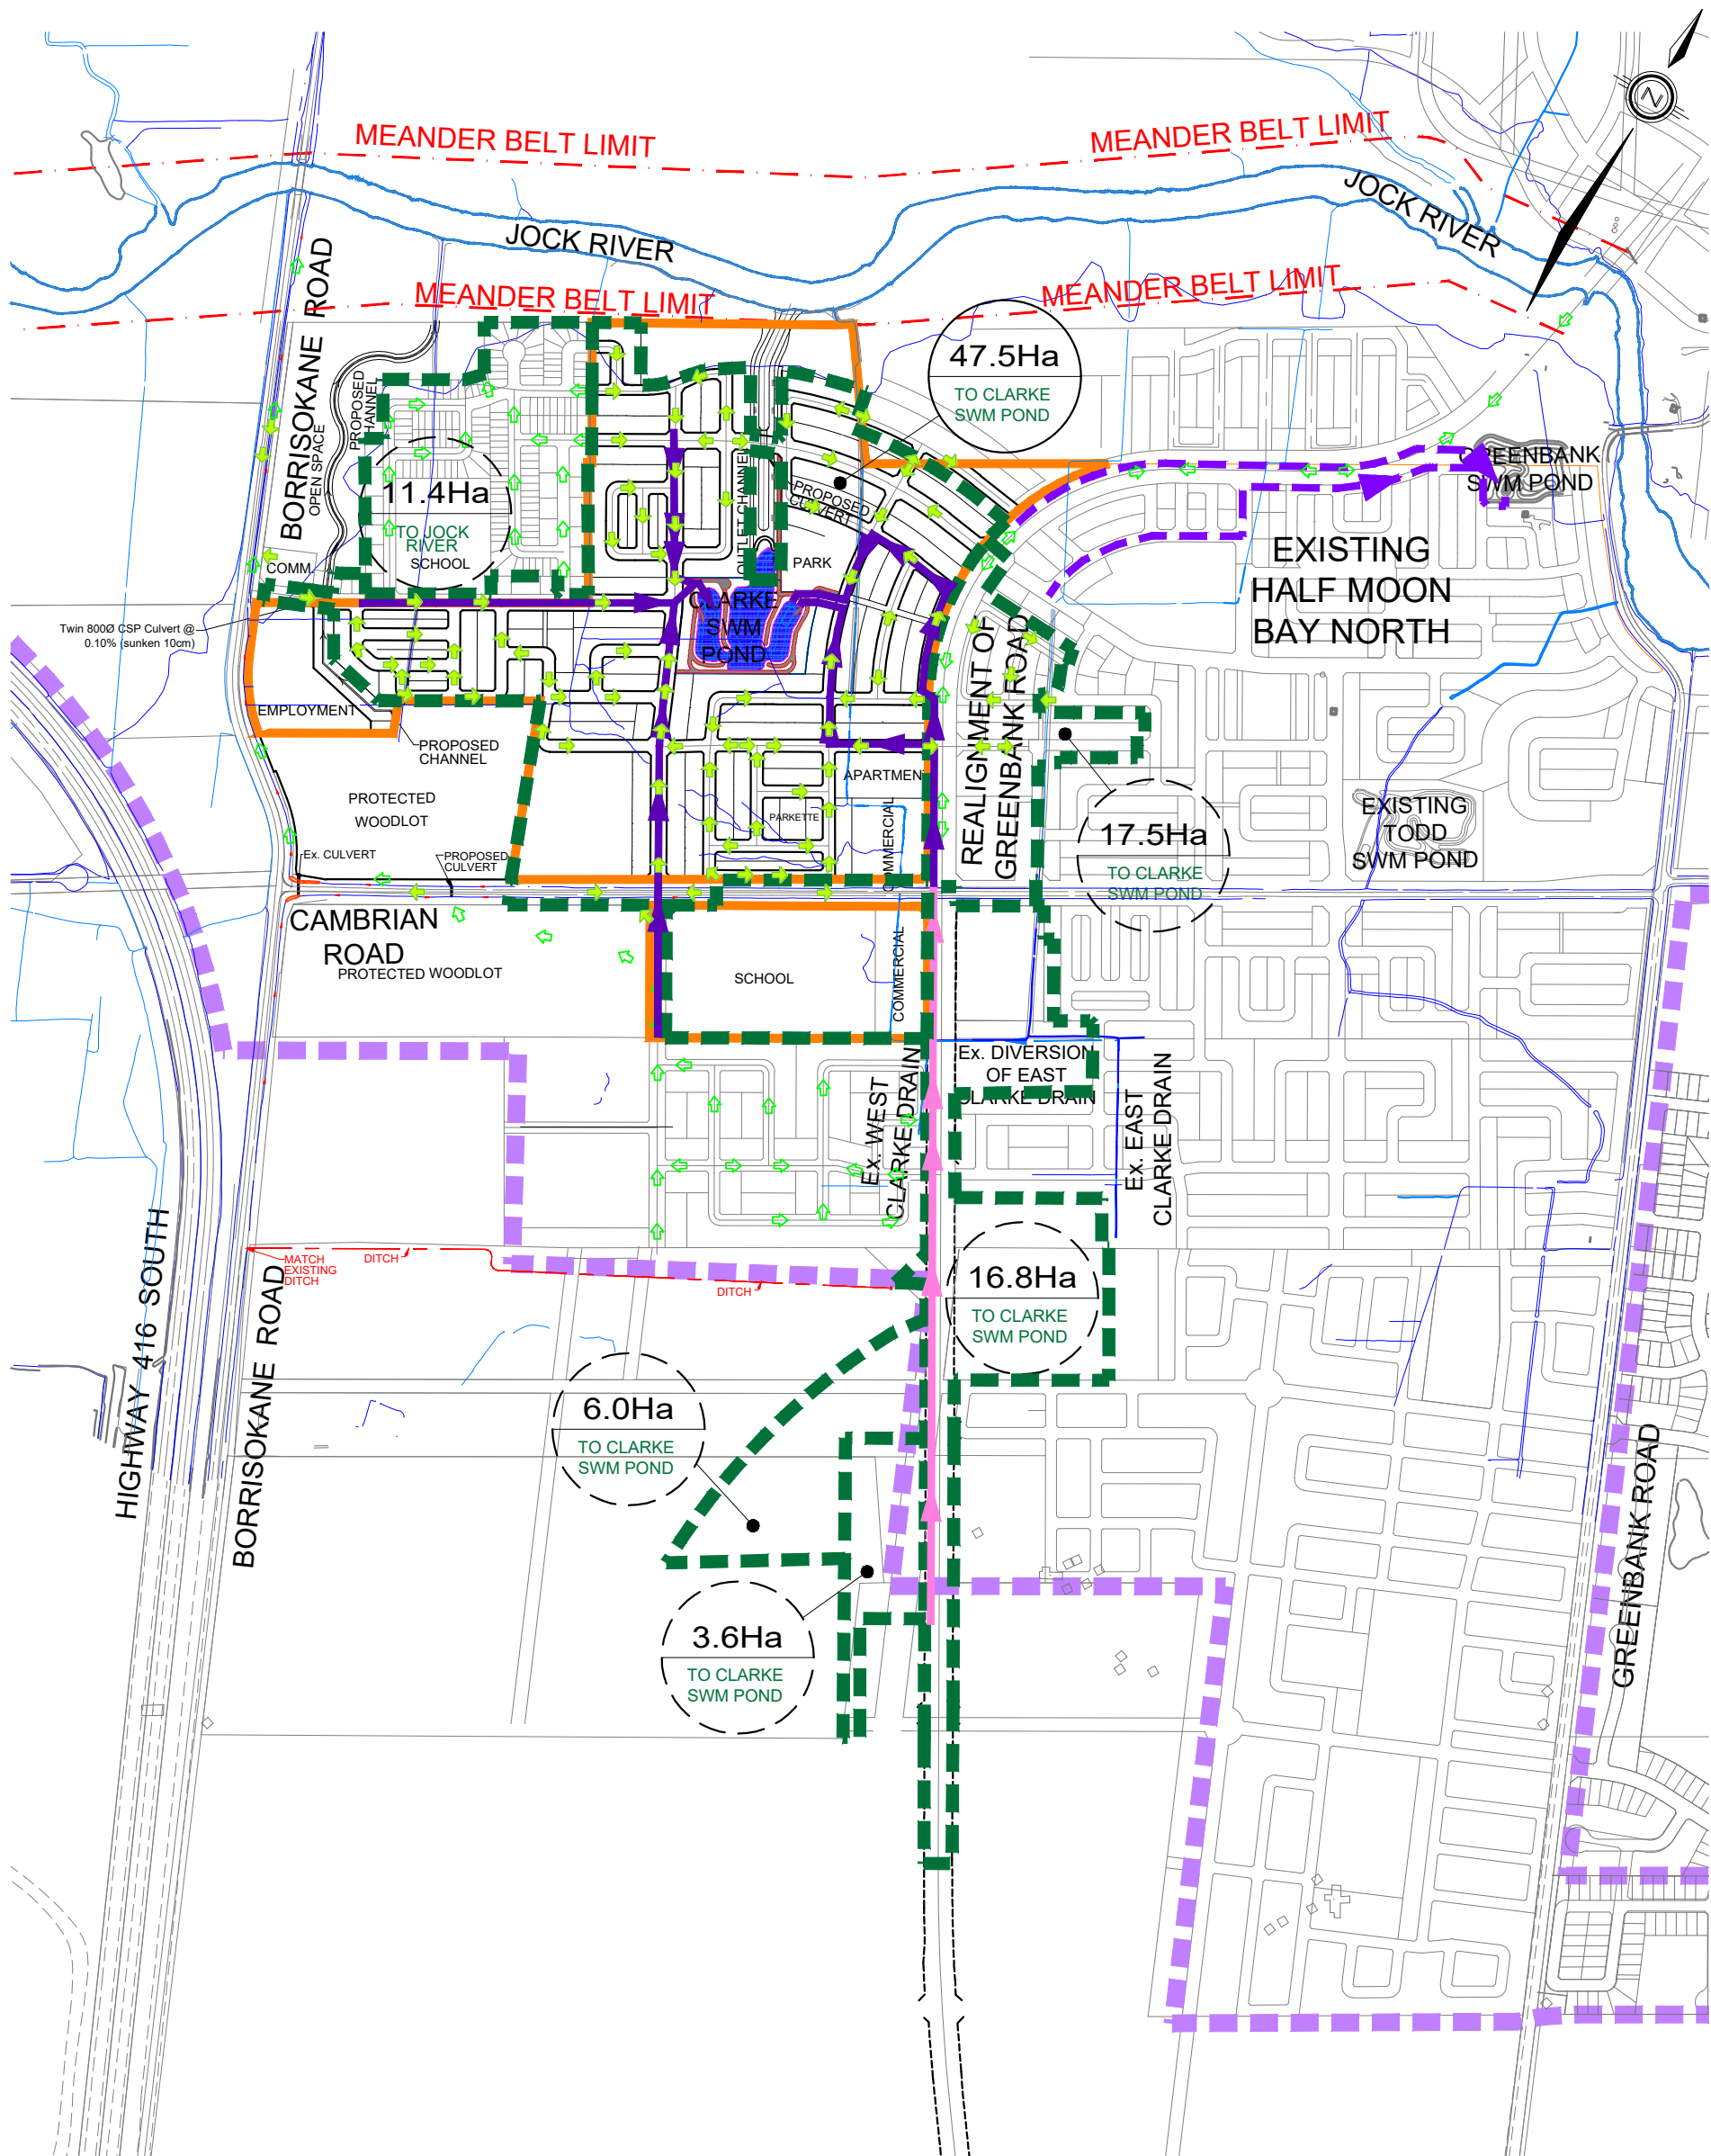 MEANDER BELT LIMIT
MEANDER BELT LIMIT
N
JOCK RIVER
JOCK RIVER
MEANDER BELT LIMIT
MEANDER BELT LIMIT
BORRISOKANE ROAD
OPEN SPACE
PROPOSED
CHANNEL
47.5Ha
TO CLARKE
SWM POND
11.4Ha
TO JOCK
RIVER
SCHOOL
COMM.
OUTLET CHANNEL
PROPOSED
CULVERT
PARK
GREENBANK
SWM POND
EXISTING
HALF MOON
BAY NORTH
CLARKE
SWM
POND
Twin 800Ø CSP Culvert @
0.10% (sunken 10cm)
EMPLOYMENT
PROPOSED
CHANNEL
REALIGNMENT OF
GREENBANK ROAD
PROTECTED
WOODLOT
APARTMEN
COMMERCIAL
PARKETTE
17.5Ha
TO CLARKE
SWM POND
EXISTING
TODD
SWM POND
Ex. CULVERT
PROPOSED
CULVERT
CAMBRIAN
ROAD
PROTECTED WOODLOT
SCHOOL
COMMERCIAL
Ex. WEST
CLARKE DRAIN
Ex. DIVERSION
OF EAST
CLARKE DRAIN
Ex. EAST
CLARKE DRAIN
HIGHWAY 416 SOUTH
BORRISOKANE ROAD
MATCH
EXISTING
DITCH
DITCH
DITCH
16.8Ha
TO CLARKE
SWM POND
6.0Ha
TO CLARKE
SWM POND
3.6Ha
TO CLARKE
SWM POND
GREENBANK ROAD